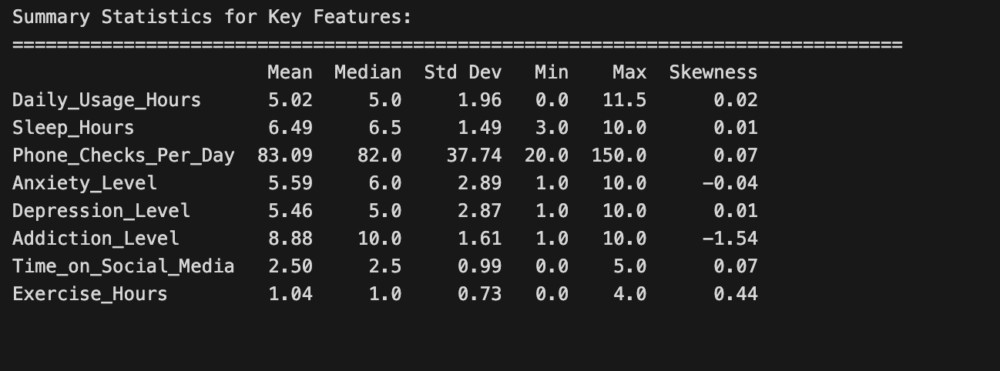 Summary Statistics for Key Features:
================================================================================
                       Mean  Median  Std Dev   Min    Max  Skewness
Daily_Usage_Hours      5.02     5.0     1.96   0.0   11.5      0.02
Sleep_Hours            6.49     6.5     1.49   3.0   10.0      0.01
Phone_Checks_Per_Day  83.09    82.0    37.74  20.0  150.0      0.07
Anxiety_Level          5.59     6.0     2.89   1.0   10.0     -0.04
Depression_Level       5.46     5.0     2.87   1.0   10.0      0.01
Addiction_Level        8.88    10.0     1.61   1.0   10.0     -1.54
Time_on_Social_Media   2.50     2.5     0.99   0.0    5.0      0.07
Exercise_Hours         1.04     1.0     0.73   0.0    4.0      0.44